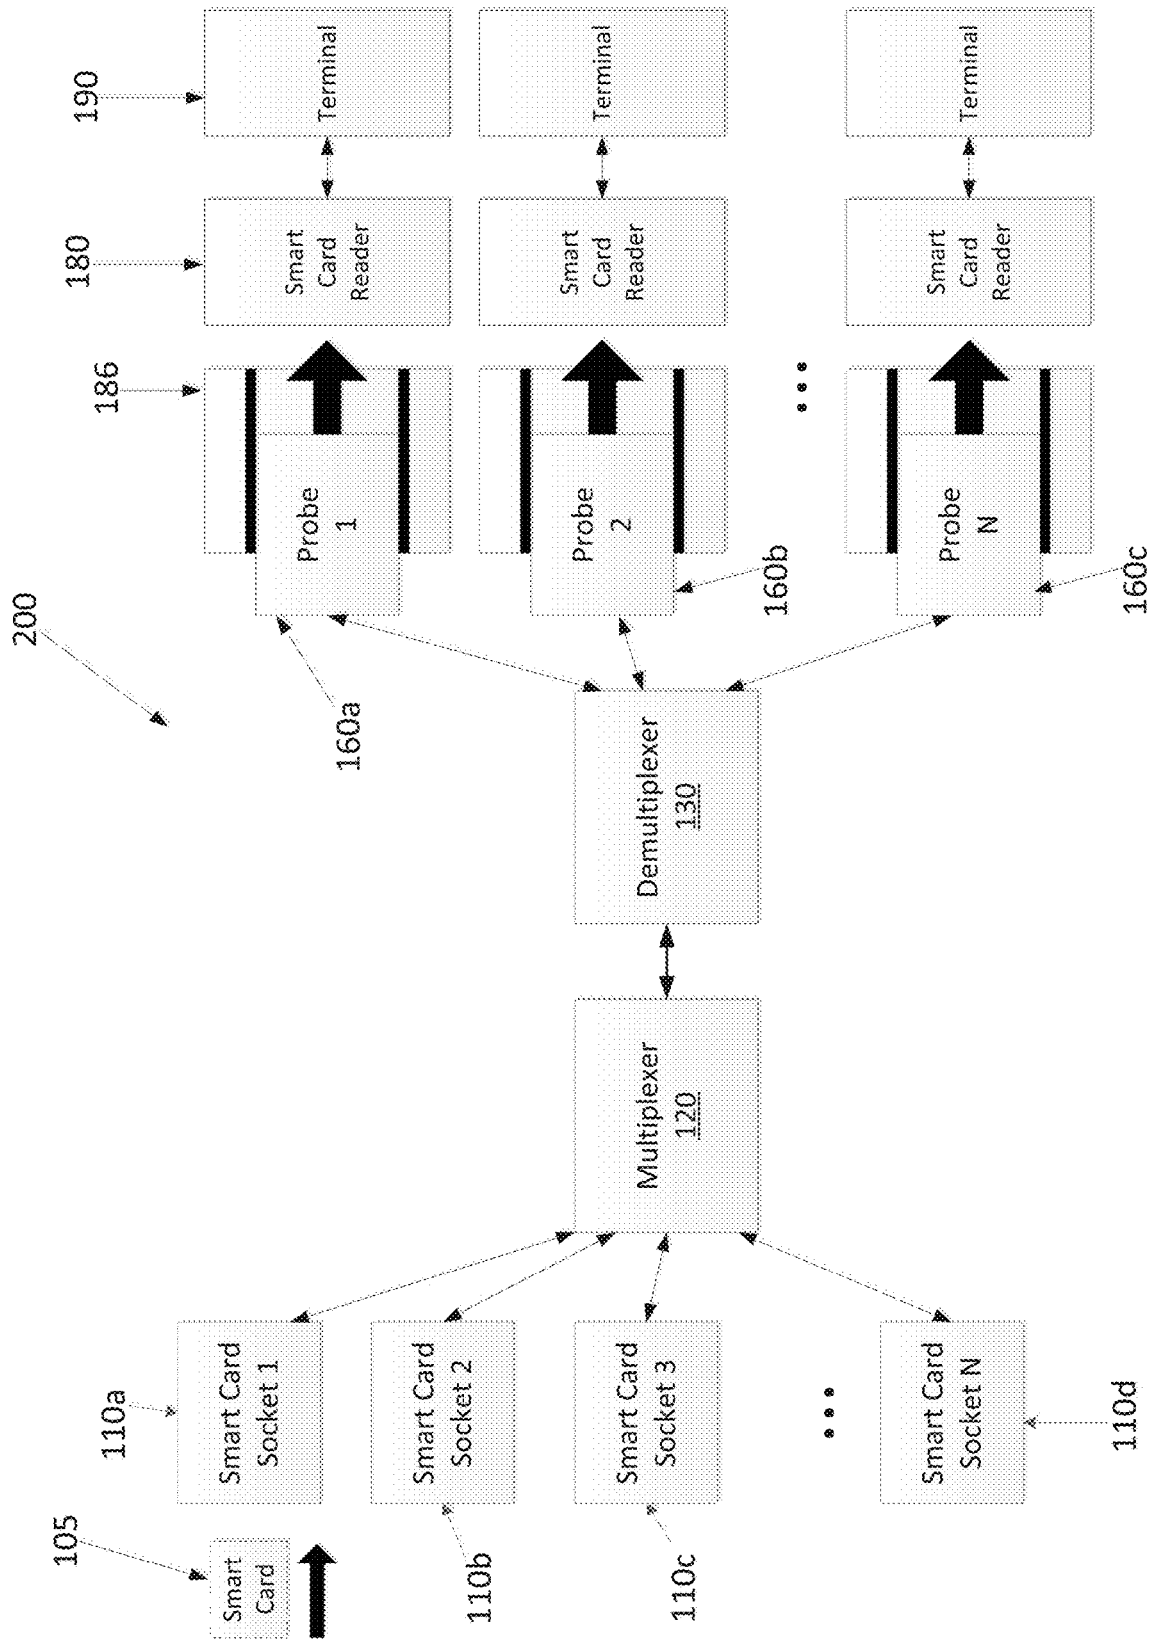 200
105
Smart
Card
110a
Smart Card
Socket 1
Smart Card
Socket 2
110b
Smart Card
Socket 3
110c
Smart Card
Socket N
110d
Multiplexer
120
Demultiplexer
130
160a
Probe
1
186
Smart
Card
Reader
180
Terminal
190
Probe
2
160b
Smart
Card
Reader
Terminal
Probe
N
160c
Smart
Card
Reader
Terminal